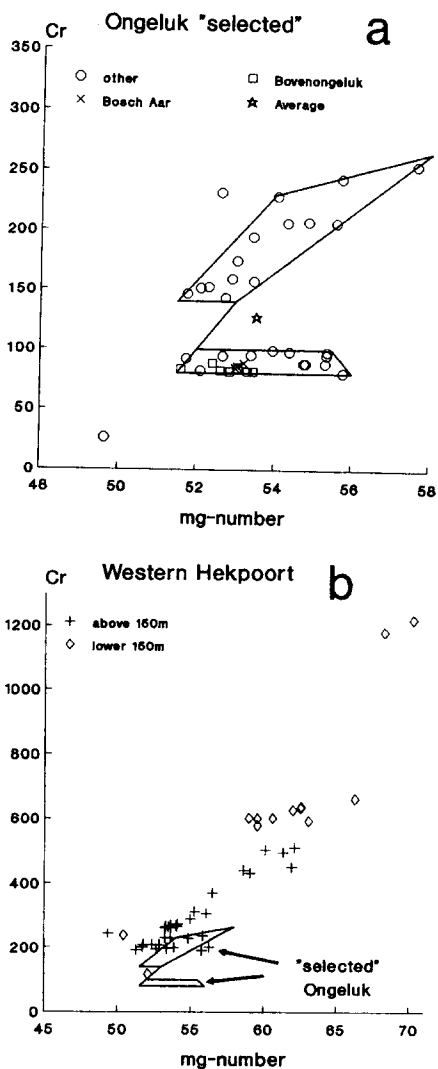 Ongeluk "selected"
a
Cr
350
other
Bovenongeluk
Bosch Aar
Average
300
250
200
150
100
50
0
48 50 52 54 56 58
mg-number
Western Hekpoort
b
Cr
above 150m
lower 150m
1200
1000
800
600
400
200
0
"selected"
Ongeluk
45 50 55 60 65 70
mg-number